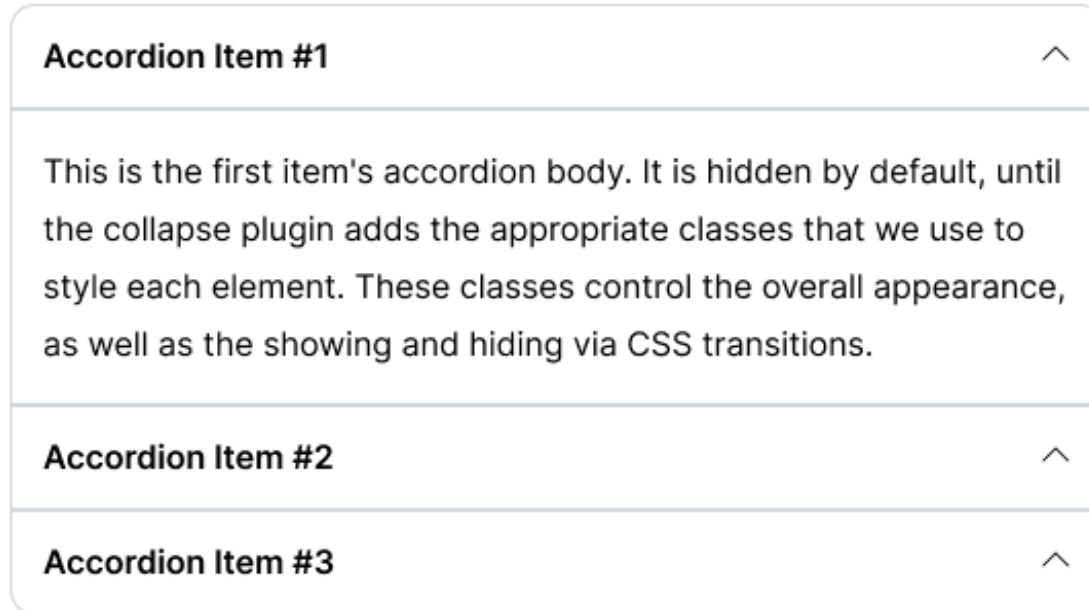 Accordion Item #1
This is the first item's accordion body. It is hidden by default, until
the collapse plugin adds the appropriate classes that we use to
style each element. These classes control the overall appearance,
as well as the showing and hiding via CSS transitions.
Accordion Item #2
Accordion Item #3